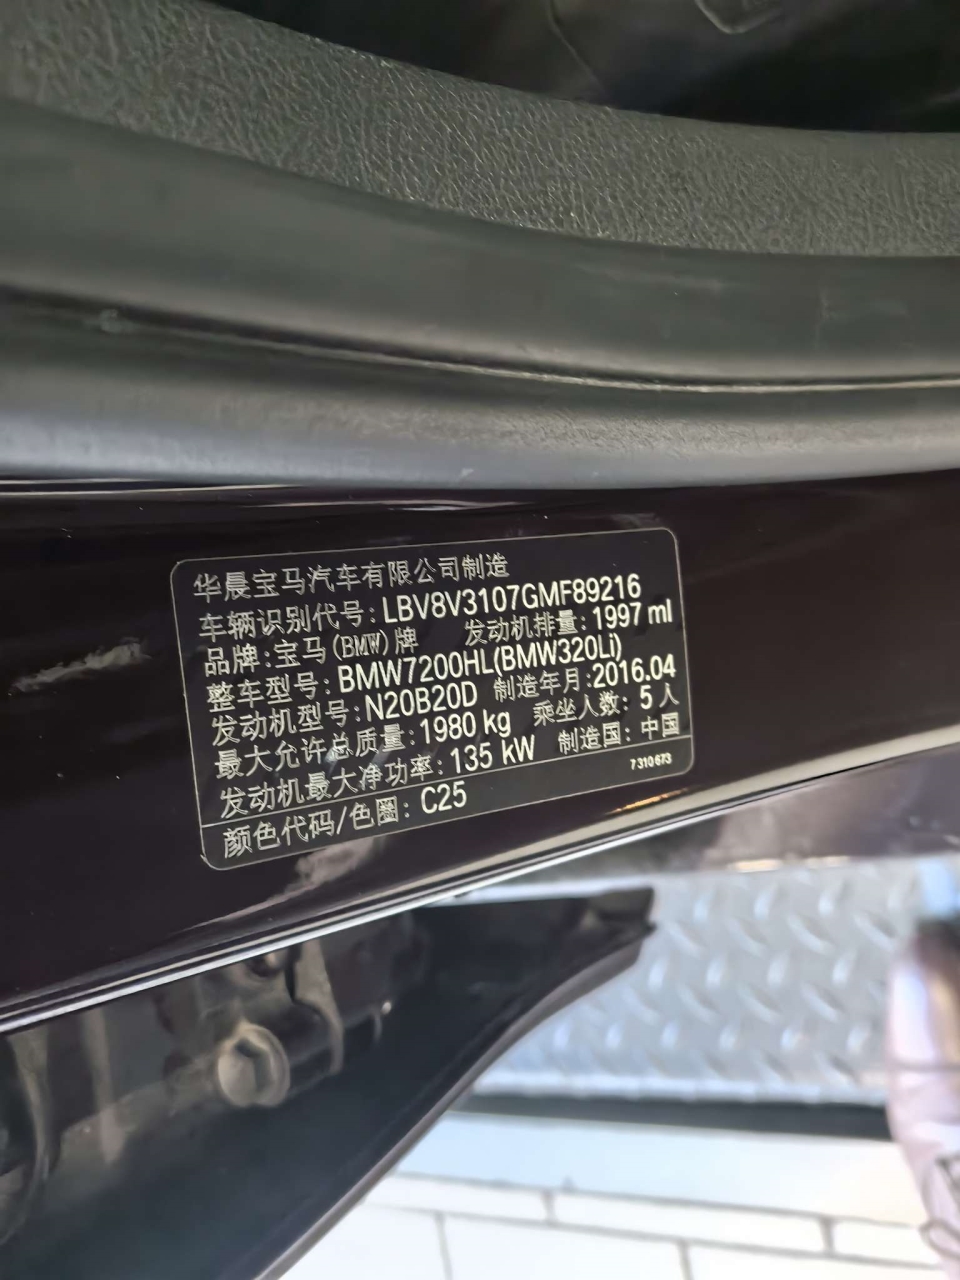 华晨宝马汽车有限公司制造
车辆识别代号: LBV8V3107GMF89216
品牌: 宝马(BMW)牌 发动机排量: 1997 ml
整车型号: BMW7200HL(BMW320Li)
发动机型号: N20B20D 制造年月: 2016.04
最大允许总质量: 1980 kg 乘坐人数: 5 人
发动机最大净功率: 135 kW 制造国: 中国
7310673
颜色代码/色圈: C25